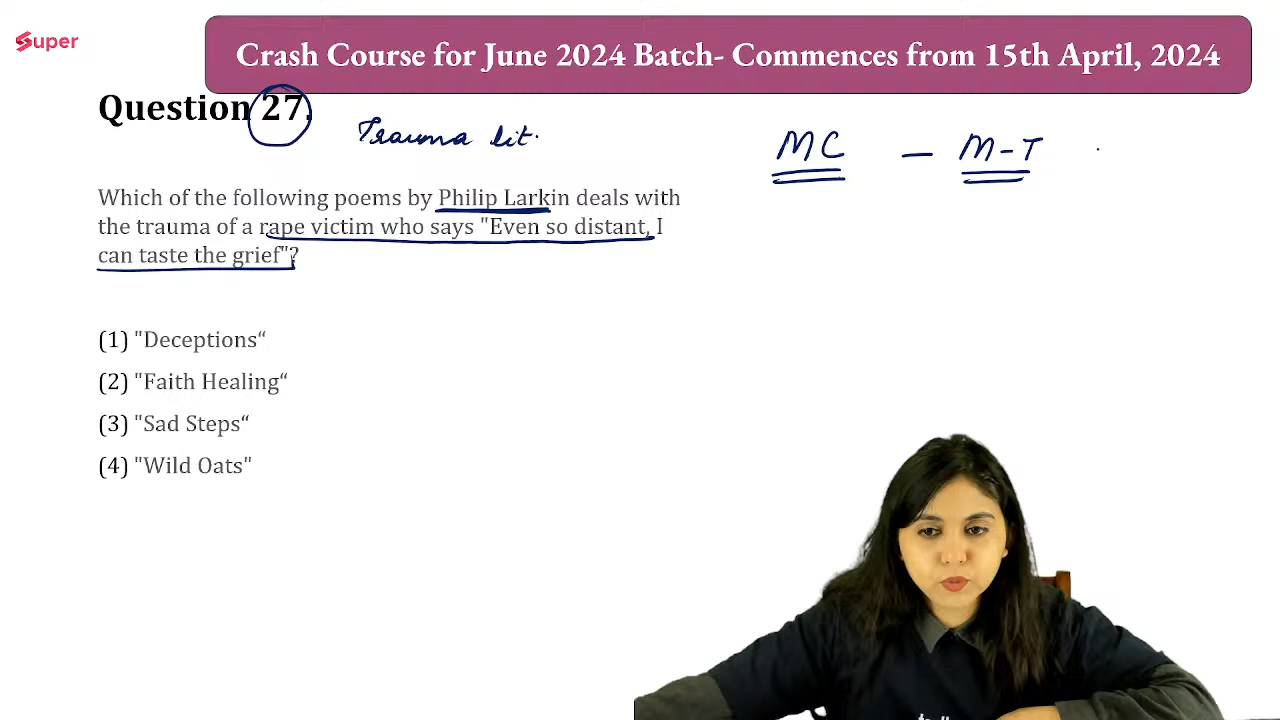 Super
Crash Course for June 2024 Batch- Commences from 15th April, 2024
Question 27.
Trauma lit.
MC — M-T
Which of the following poems by Philip Larkin deals with
the trauma of a rape victim who says "Even so distant, I
can taste the grief"?
(1) "Deceptions“
(2) "Faith Healing“
(3) "Sad Steps“
(4) "Wild Oats"